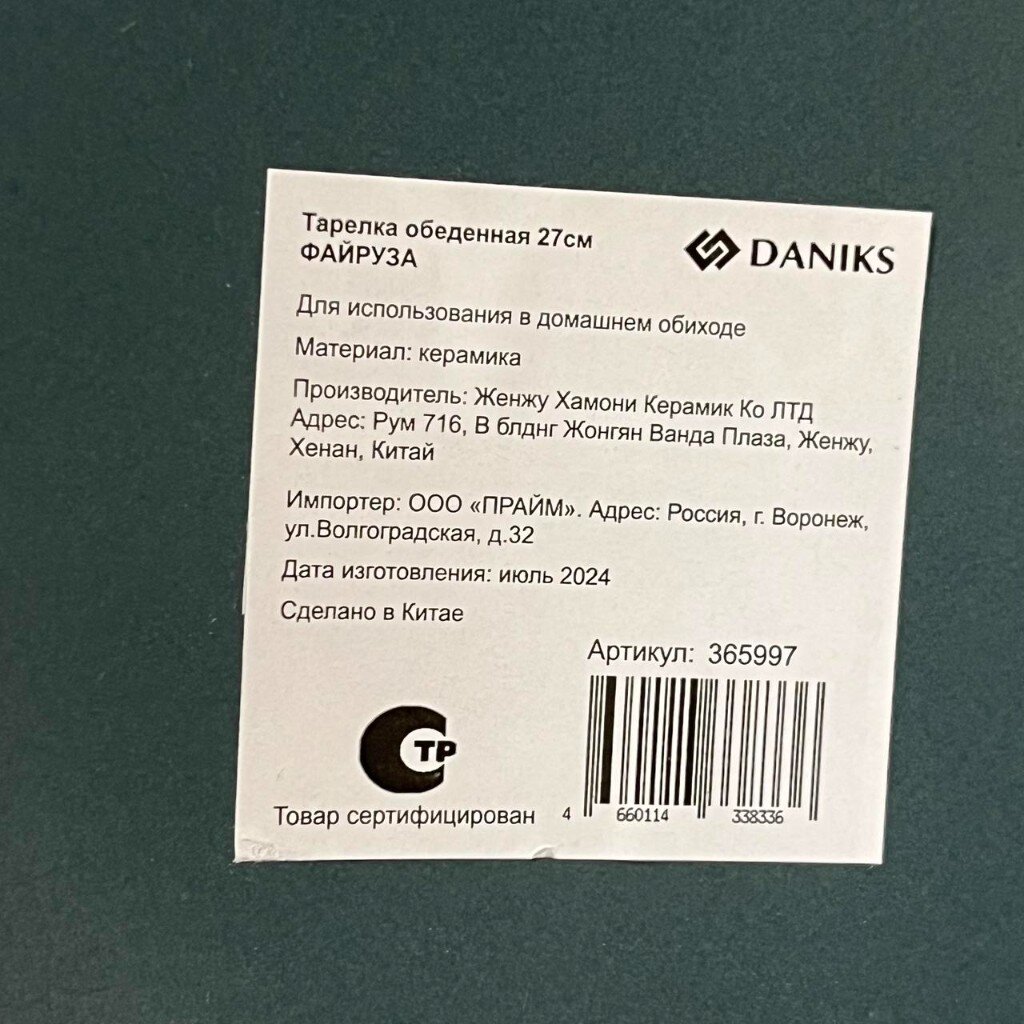 Тарелка обеденная 27см
ФАЙРУЗА
DANIKS
Для использования в домашнем обиходе
Материал: керамика
Производитель: Женжу Хамони Керамик Ко ЛТД
Адрес: Рум 716, В блднг Жонгян Ванда Плаза, Женжу,
Хенан, Китай
Импортер: ООО «ПРАЙМ». Адрес: Россия, г. Воронеж,
ул.Волгоградская, д.32
Дата изготовления: июль 2024
Сделано в Китае
Артикул: 365997
ТР
Товар сертифицирован
4 660114 338336